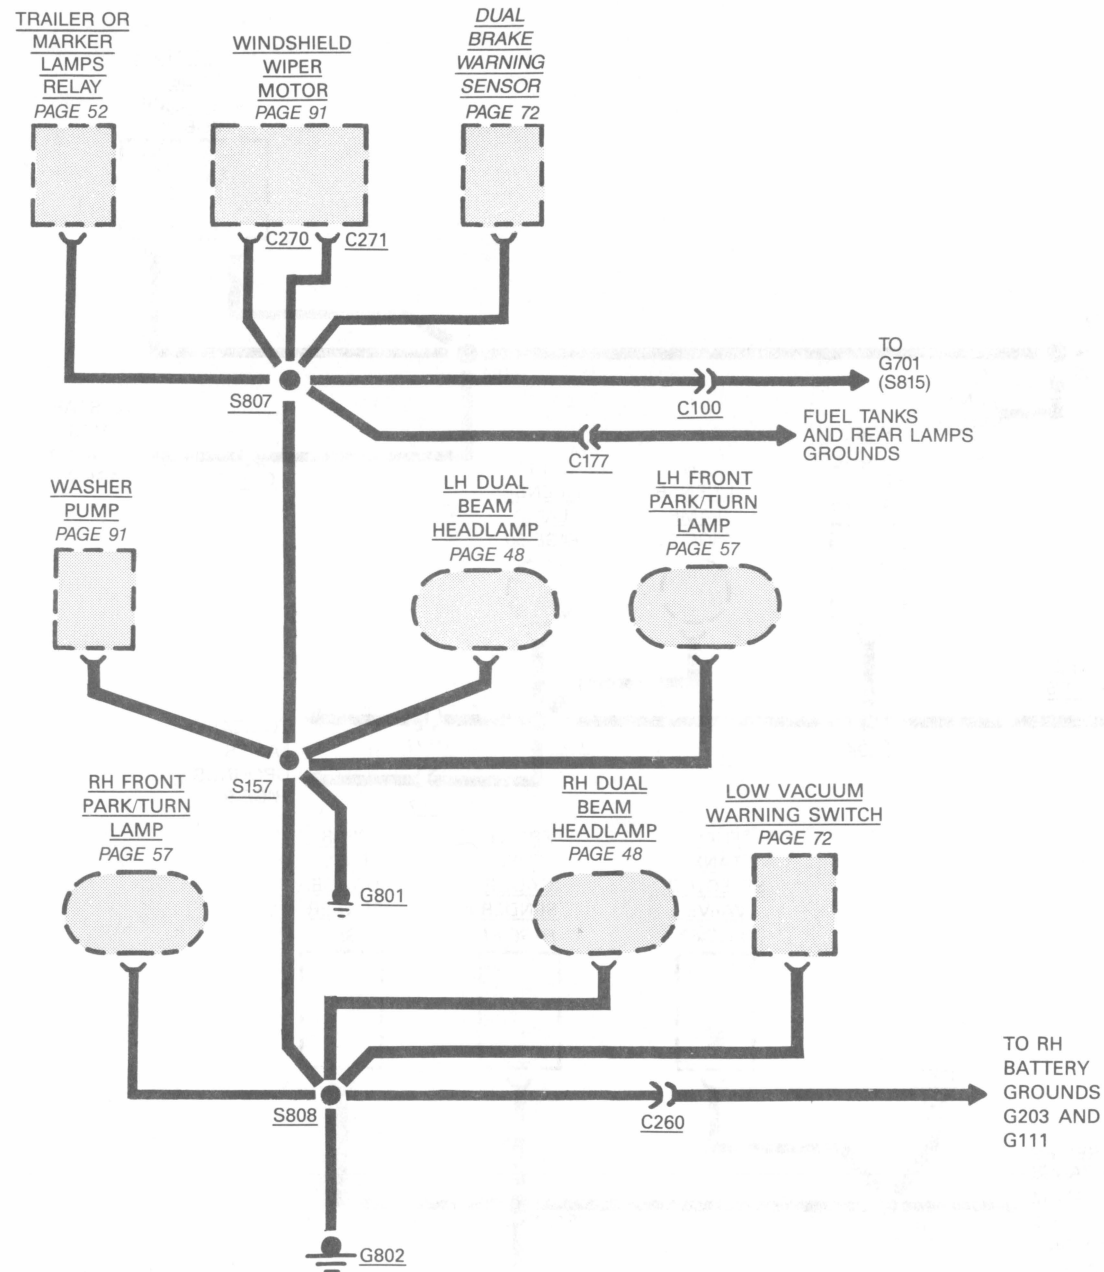 TRAILER OR
MARKER
LAMPS
RELAY
PAGE 52
WINDSHIELD
WIPER
MOTOR
PAGE 91
DUAL
BRAKE
WARNING
SENSOR
PAGE 72
C270
C271
S807
TO
G701
(S815)
C100
FUEL TANKS
AND REAR LAMPS
GROUNDS
C177
WASHER
PUMP
PAGE 91
LH DUAL
BEAM
HEADLAMP
PAGE 48
LH FRONT
PARK/TURN
LAMP
PAGE 57
S157
RH FRONT
PARK/TURN
LAMP
PAGE 57
G801
RH DUAL
BEAM
HEADLAMP
PAGE 48
LOW VACUUM
WARNING SWITCH
PAGE 72
S808
C260
TO RH
BATTERY
GROUNDS
G203 AND
G111
G802